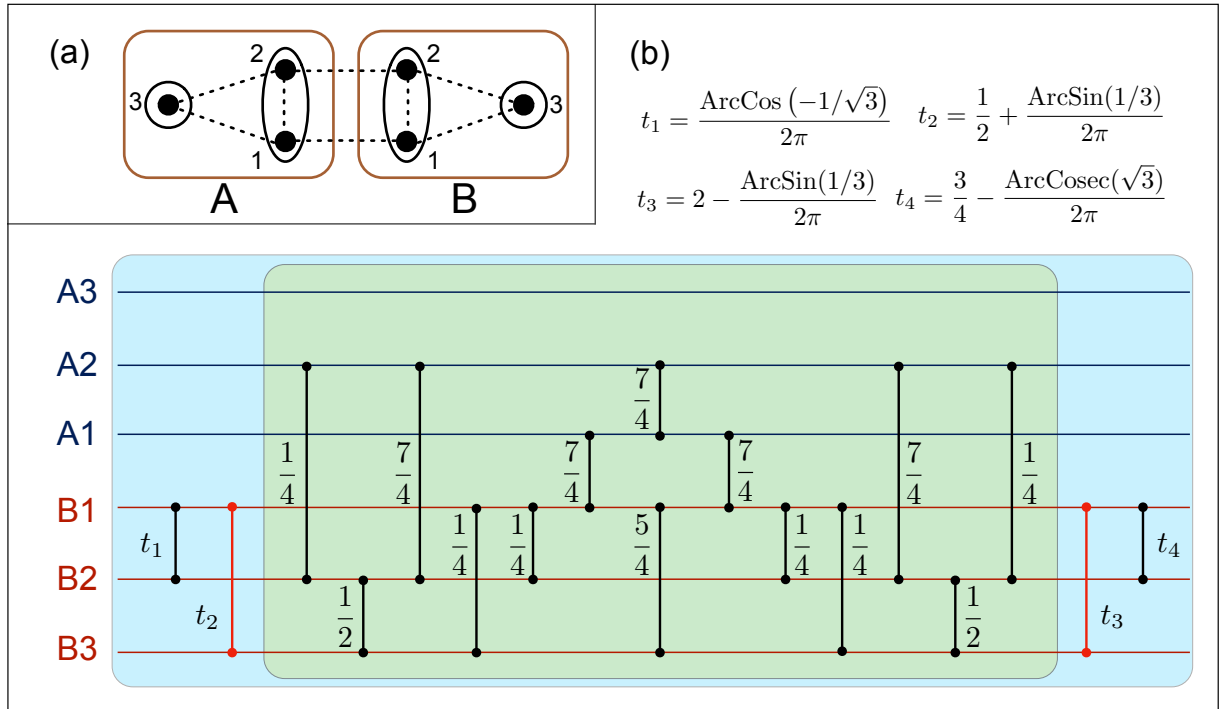 (a)
2 2
3 3
1 1
A B
(b)
t₁ = ArcCos (−1/√3) / 2π    t₂ = 1/2 + ArcSin(1/3) / 2π
t₃ = 2 − ArcSin(1/3) / 2π    t₄ = 3/4 − ArcCosec(√3) / 2π
A3
A2
7/4
A1
1/4 7/4 7/4 7/4 7/4 1/4
B1
t₁ 1/4 1/4 5/4 1/4 1/4 t₄
B2
t₂ 1/2 1/2 t₃
B3